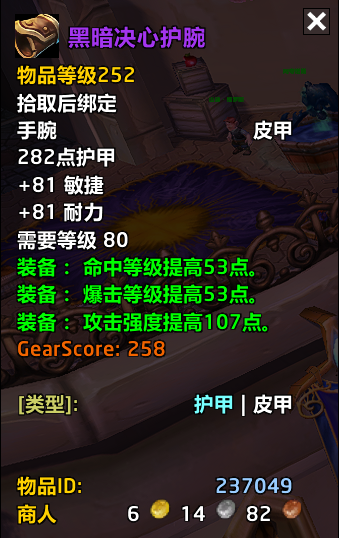 黑暗决心护腕
物品等级252
拾取后绑定
手腕 皮甲
282点护甲
+81 敏捷
+81 耐力
需要等级 80
装备：命中等级提高53点。
装备：爆击等级提高53点。
装备：攻击强度提高107点。
GearScore: 258
[类型]: 护甲 | 皮甲
物品ID: 237049
商人 6 14 82